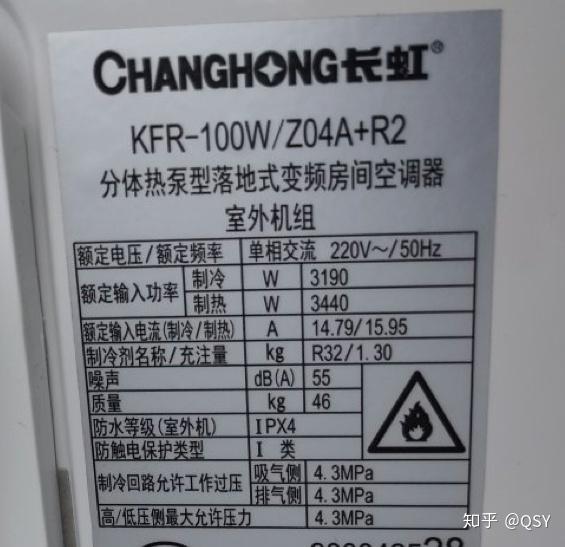 CHANGHONG长虹®
KFR-100W/Z04A+R2
分体热泵型落地式变频房间空调器
室外机组
额定电压/额定频率 单相交流 220V~/50Hz
额定输入功率 制冷 W 3190
制热 W 3440
额定输入电流(制冷/制热) A 14.79/15.95
制冷剂名称/充注量 kg R32/1.30
噪声 dB(A) 55
质量 kg 46
防水等级(室外机) IPX4
防触电保护类型 I 类
制冷回路允许工作过压 吸气侧 4.3MPa
排气侧 4.3MPa
高/低压侧最大允许压力 4.3MPa
知乎 @QSY